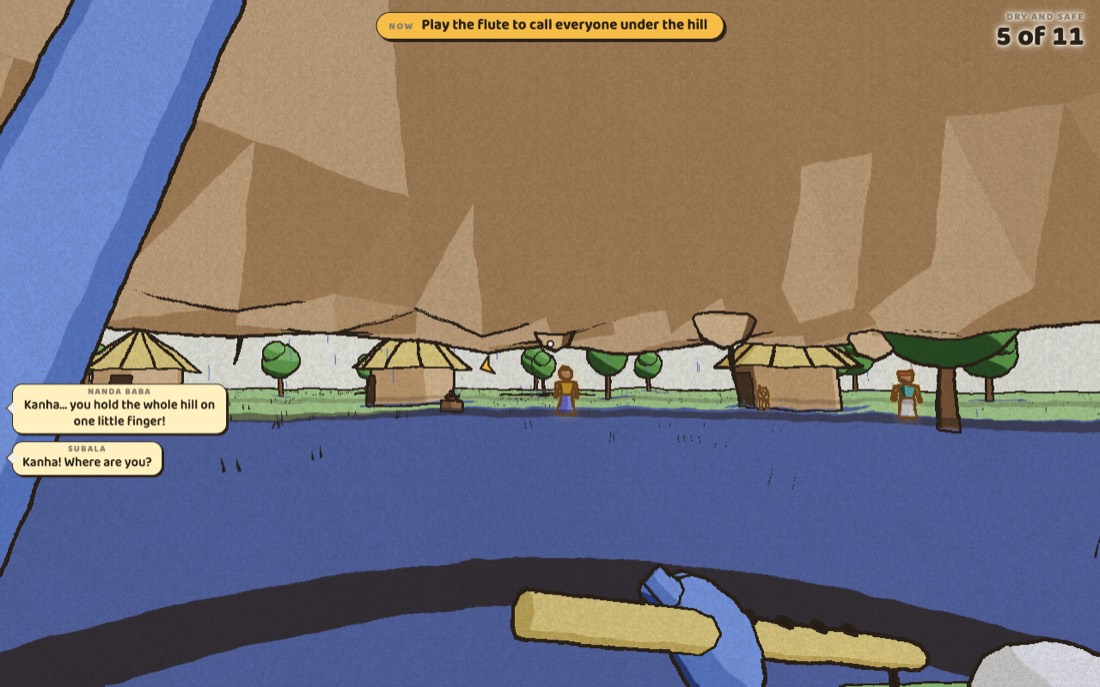 NOW Play the flute to call everyone under the hill
DRY AND SAFE
5 of 11
NANDA BABA
Kanha... you hold the whole hill on
one little finger!
SUBALA
Kanha! Where are you?